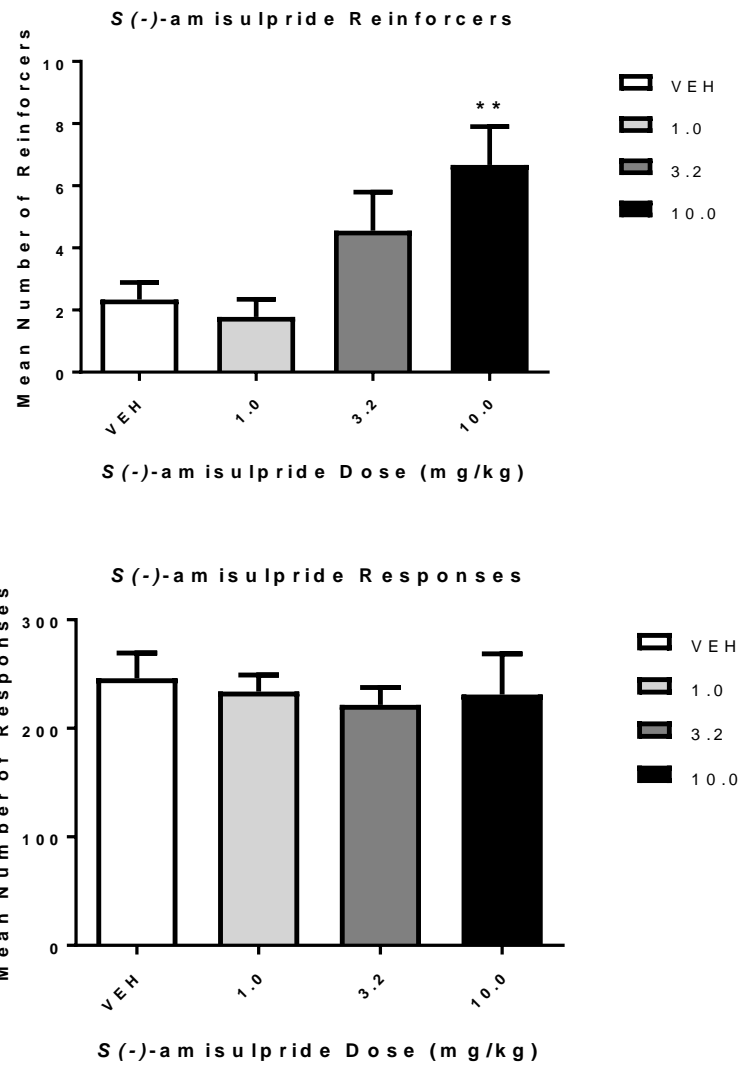 S(-)-amisulpride Reinforcers
Mean Number of Reinforcers
10
8
6
4
2
0
**
VEH
1.0
3.2
10.0
VEH
1.0
3.2
10.0
S(-)-amisulpride Dose (mg/kg)
S(-)-amisulpride Responses
Mean Number of Responses
300
200
100
0
VEH
1.0
3.2
10.0
VEH
1.0
3.2
10.0
S(-)-amisulpride Dose (mg/kg)